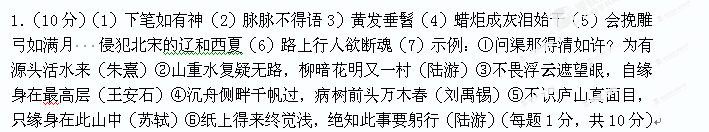 1.（10分）（1）下笔如有神（2）脉脉不得语 3）黄发垂髫（4）蜡炬成灰泪始干（5）会挽雕
弓如满月···侵犯北宋的辽和西夏（6）路上行人欲断魂（7）示例：①问渠那得清如许？为有
源头活水来（朱熹）②山重水复疑无路，柳暗花明又一村（陆游）③不畏浮云遮望眼，自缘
身在最高层（王安石）④沉舟侧畔千帆过，病树前头万木春（刘禹锡）⑤不识庐山真面目，
只缘身在此山中（苏轼）⑥纸上得来终觉浅，绝知此事要躬行（陆游）（每题1分，共10分）